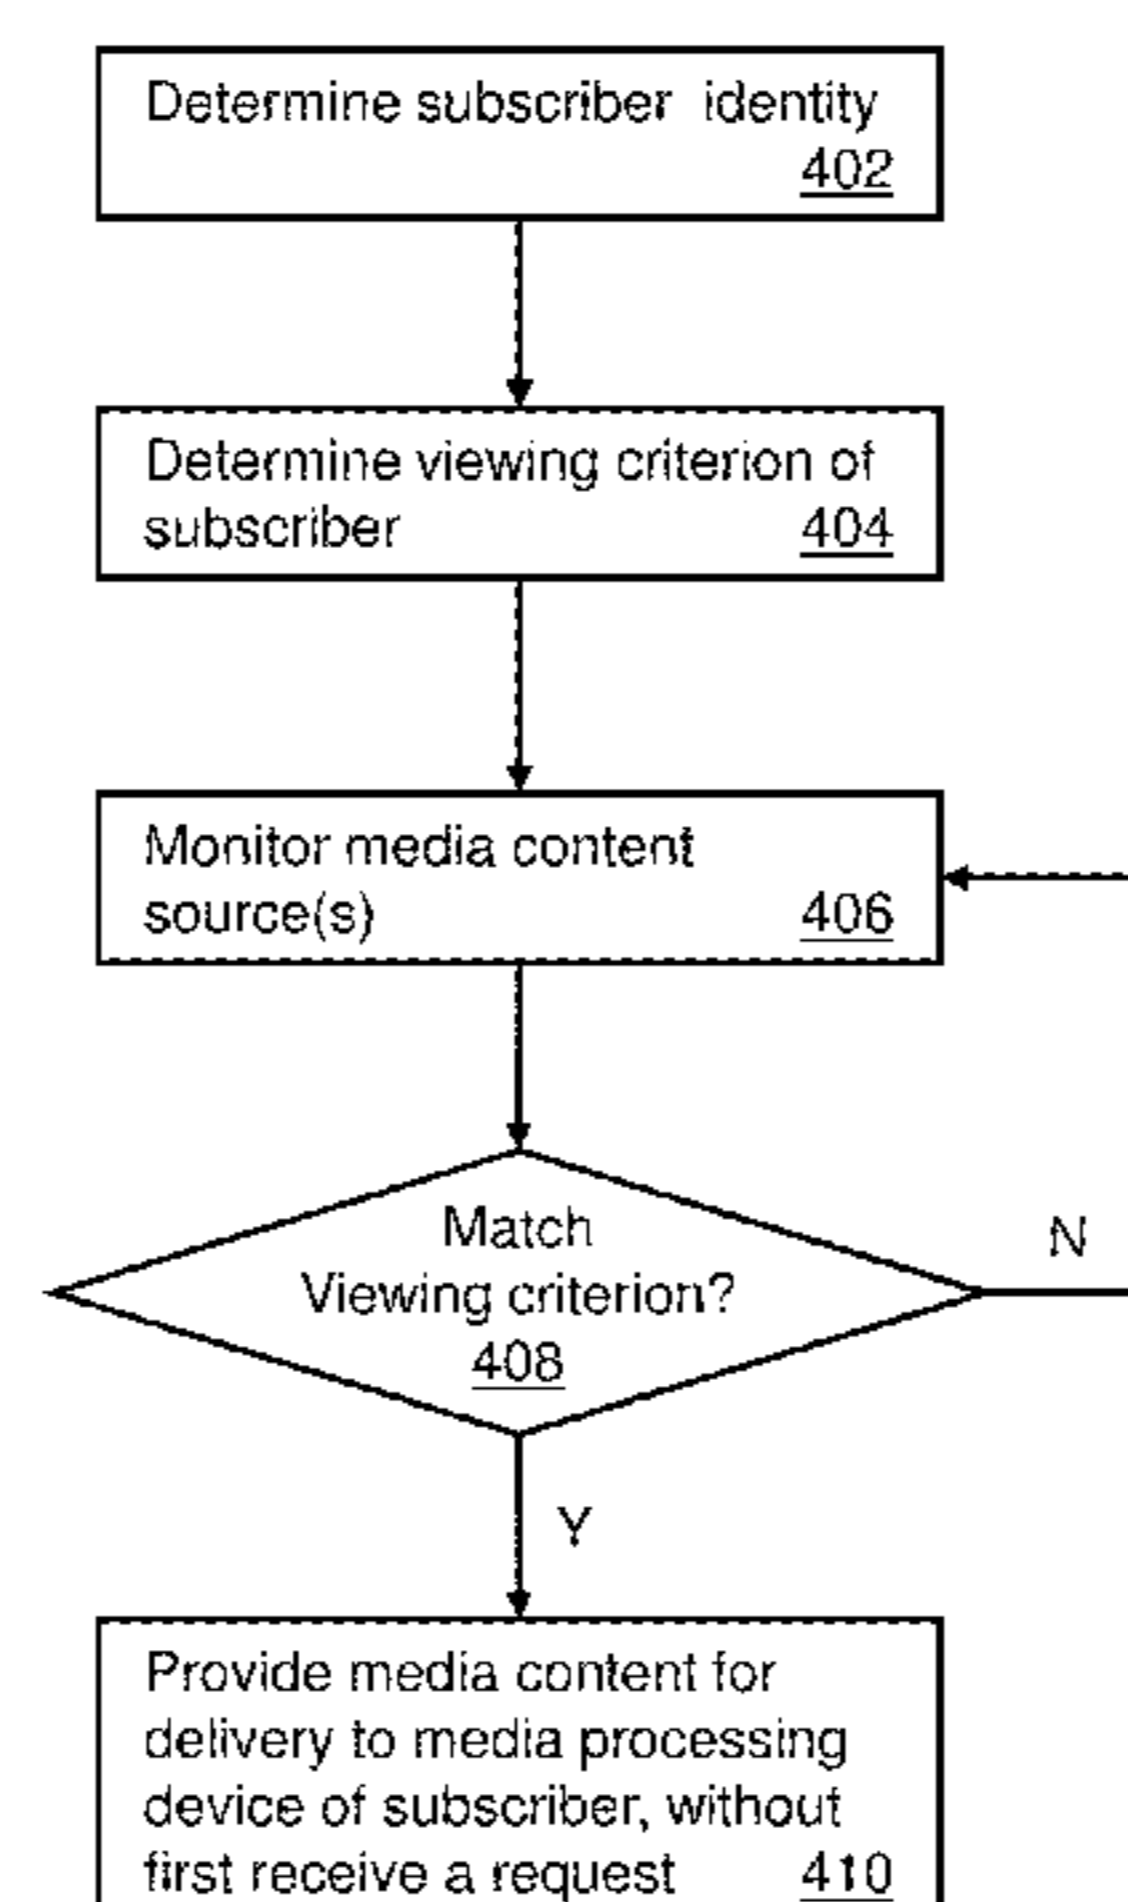 Determine subscriber identity
402
Determine viewing criterion of
subscriber 404
Monitor media content
source(s) 406
Match
Viewing criterion?
408
N
Y
Provide media content for
delivery to media processing
device of subscriber, without
first receive a request 410